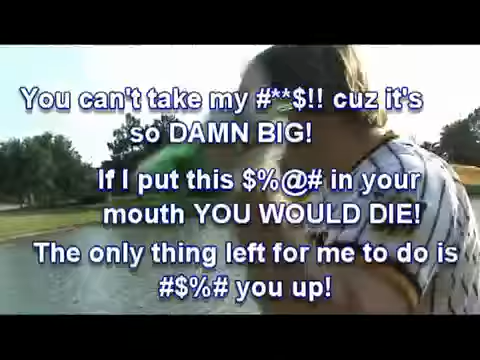 You can't take my #**$!! cuz it's
so DAMN BIG!
If I put this $%@# in your
mouth YOU WOULD DIE!
The only thing left for me to do is
#$%# you up!